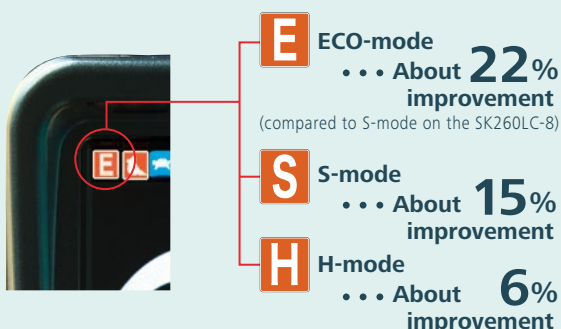 E
E
ECO-mode
••• About 22%
improvement
(compared to S-mode on the SK260LC-8)
S
S-mode
••• About 15%
improvement
H
H-mode
••• About 6%
improvement